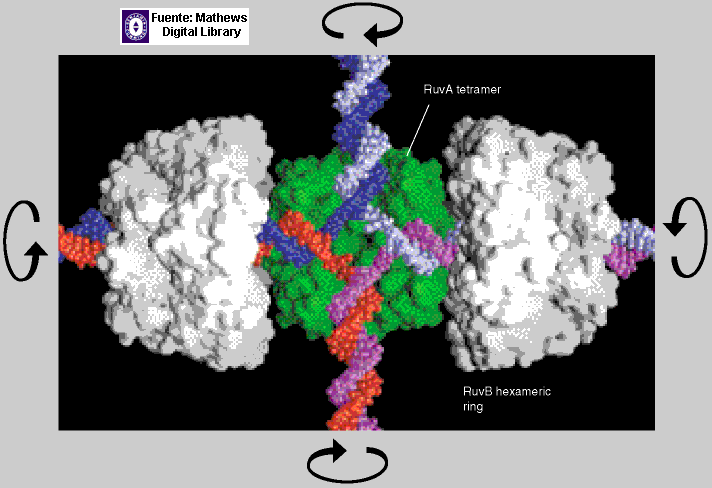 Fuente: Mathews
Digital Library
RuvA tetramer
RuvB hexameric
ring